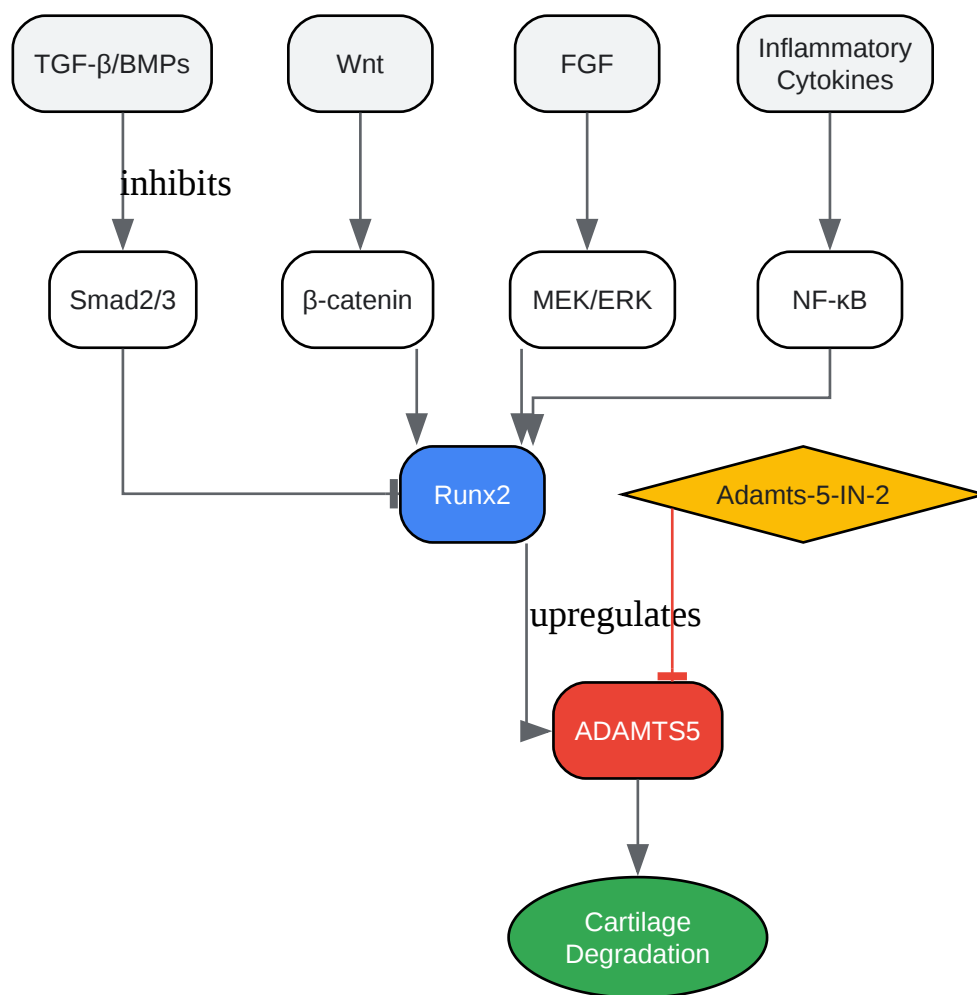 TGF-β/BMPs
Wnt
FGF
Inflammatory
Cytokines
inhibits
Smad2/3
β-catenin
MEK/ERK
NF-κB
Runx2
Adamts-5-IN-2
upregulates
ADAMTS5
Cartilage
Degradation